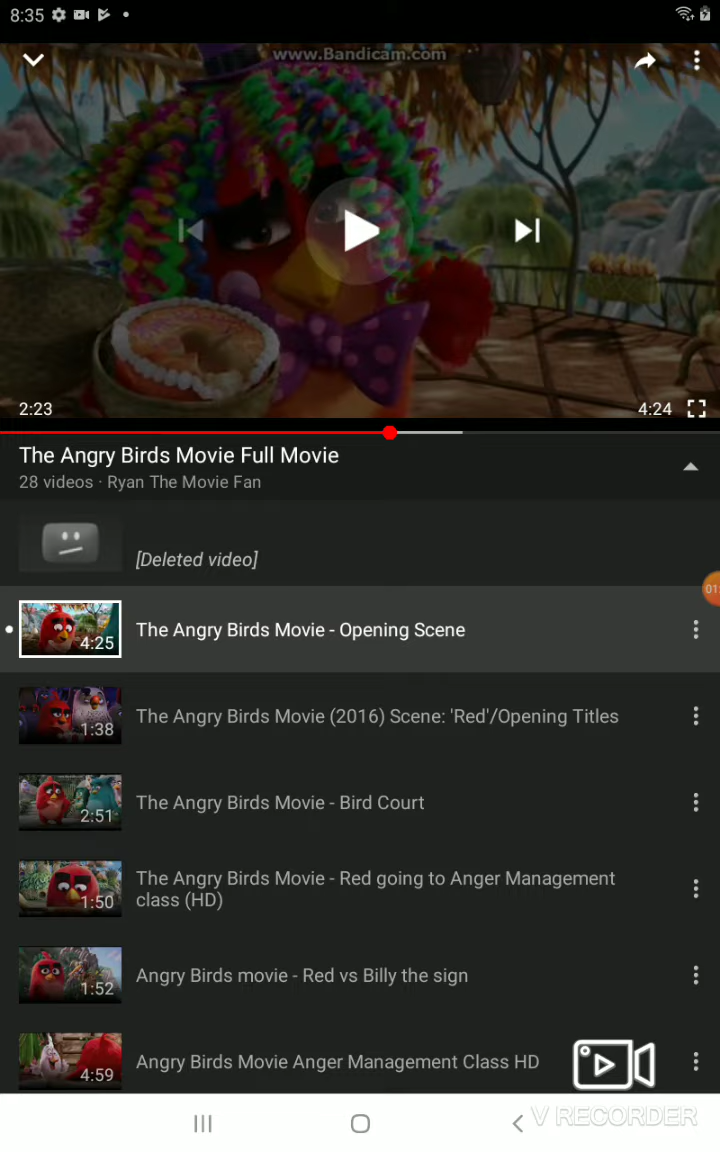 8:35
www.Bandicam.com
2:23
4:24
The Angry Birds Movie Full Movie
28 videos · Ryan The Movie Fan
[Deleted video]
4:25
The Angry Birds Movie - Opening Scene
01:
1:38
The Angry Birds Movie (2016) Scene: 'Red'/Opening Titles
2:51
The Angry Birds Movie - Bird Court
1:50
The Angry Birds Movie - Red going to Anger Management
class (HD)
1:52
Angry Birds movie - Red vs Billy the sign
4:59
Angry Birds Movie Anger Management Class HD
V RECORDER